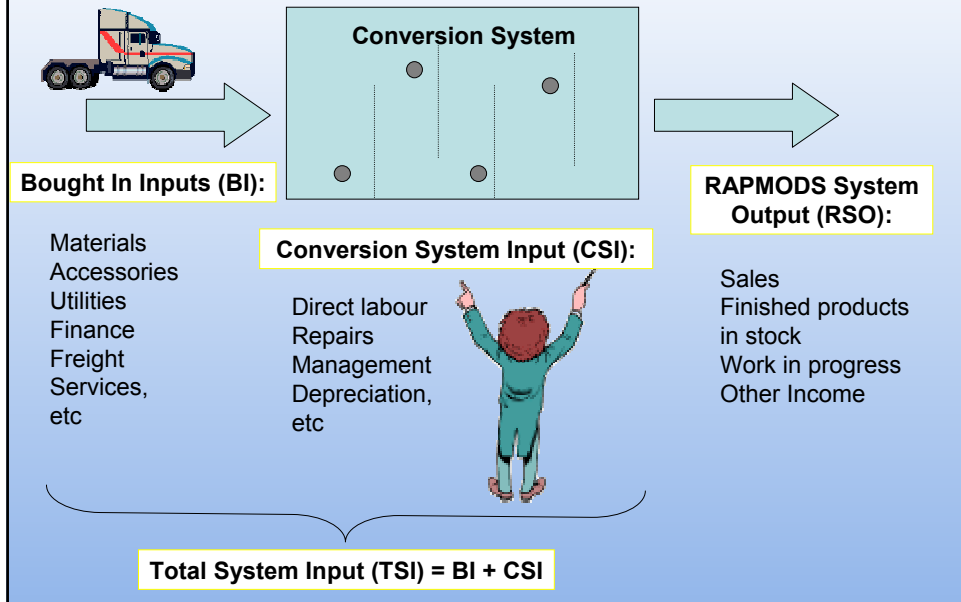 Conversion System
Bought In Inputs (BI):
Materials
Accessories
Utilities
Finance
Freight
Services,
etc
Conversion System Input (CSI):
Direct labour
Repairs
Management
Depreciation,
etc
RAPMODS System
Output (RSO):
Sales
Finished products
in stock
Work in progress
Other Income
Total System Input (TSI) = BI + CSI